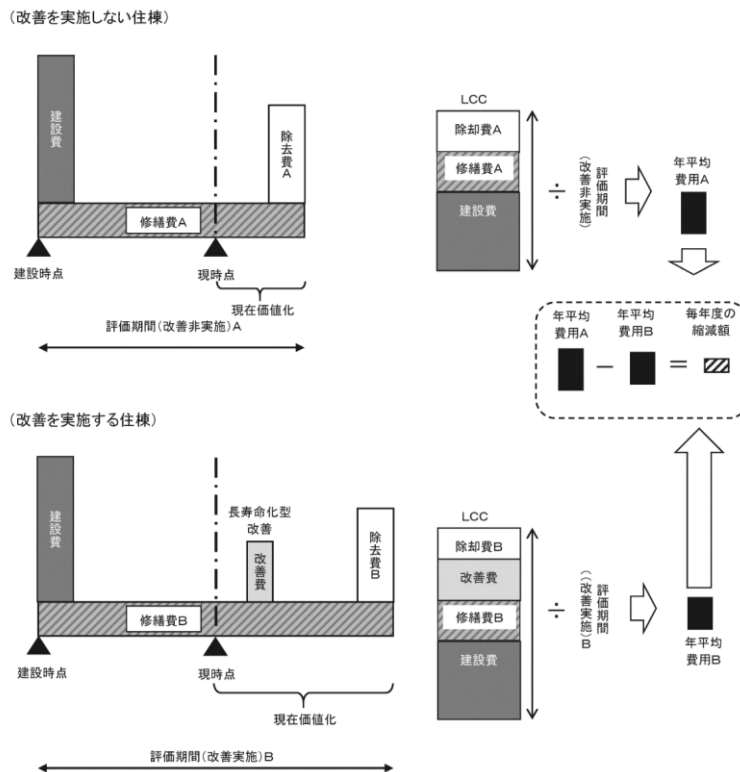 （改善を実施しない住棟）
建設費
除去費A
修繕費A
建設時点
現時点
現在価値化
評価期間（改善非実施）A
LCC
除却費A
修繕費A
建設費
÷
評価期間
（改善非実施）
年平均
費用A
年平均
費用A
年平均
費用B
毎年度の
縮減額
－
＝
（改善を実施する住棟）
建設費
長寿命化型
改善
改善費
除去費B
修繕費B
建設時点
現時点
現在価値化
評価期間（改善実施）B
LCC
除却費B
改善費
修繕費B
建設費
÷
評価期間
（（改善実施）B
年平均
費用B